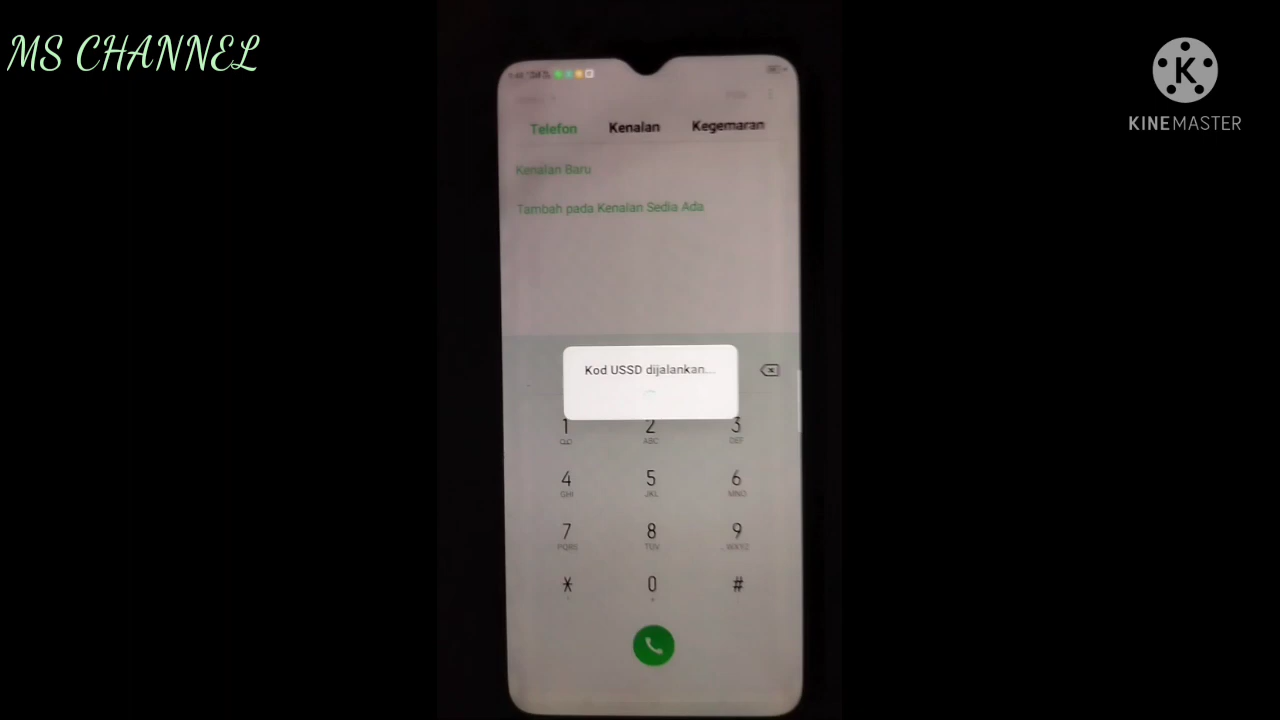 MS CHANNEL
K
KINEMASTER
Telefon Kenalan Kegemaran
Kenalan Baru
Tambah pada Kenalan Sedia Ada
Kod USSD dijalankan...
1 2 3
ABC DEF
4 5 6
GHI JKL MNO
7 8 9
PQRS TUV WXYZ
* 0 #
+